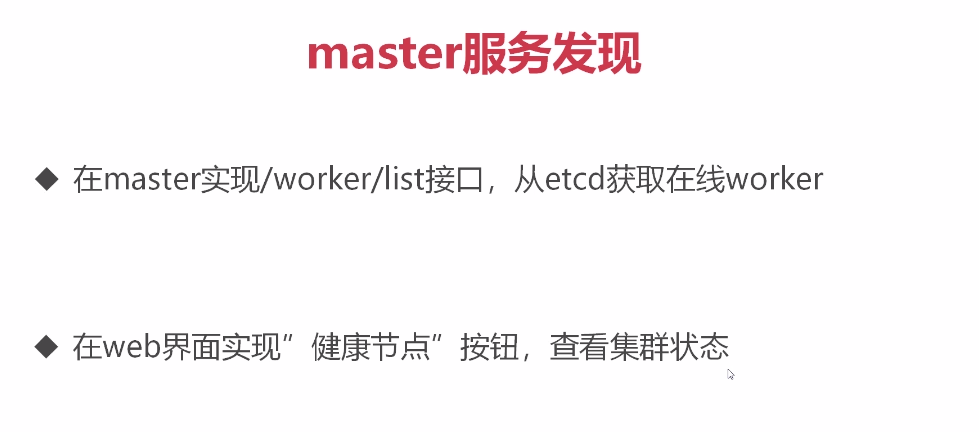 master服务发现
◆ 在master实现/worker/list接口，从etcd获取在线worker
◆ 在web界面实现”健康节点”按钮，查看集群状态